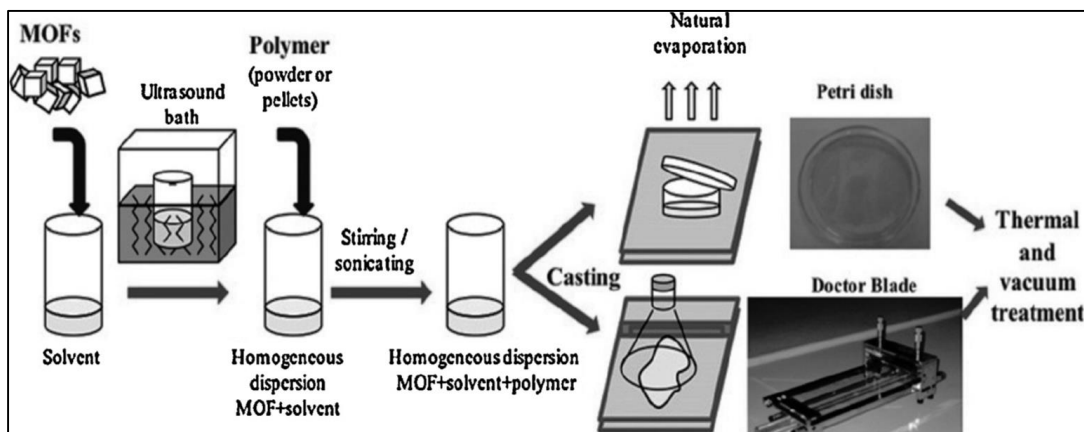 MOFs
Ultrasound
bath
Polymer
(powder or
pellets)
Solvent
Homogeneous
dispersion
MOF+solvent
Stirring /
sonicating
Homogeneous dispersion
MOF+solvent+polymer
Casting
Natural
evaporation
Petri dish
Doctor Blade
Thermal
and
vacuum
treatment